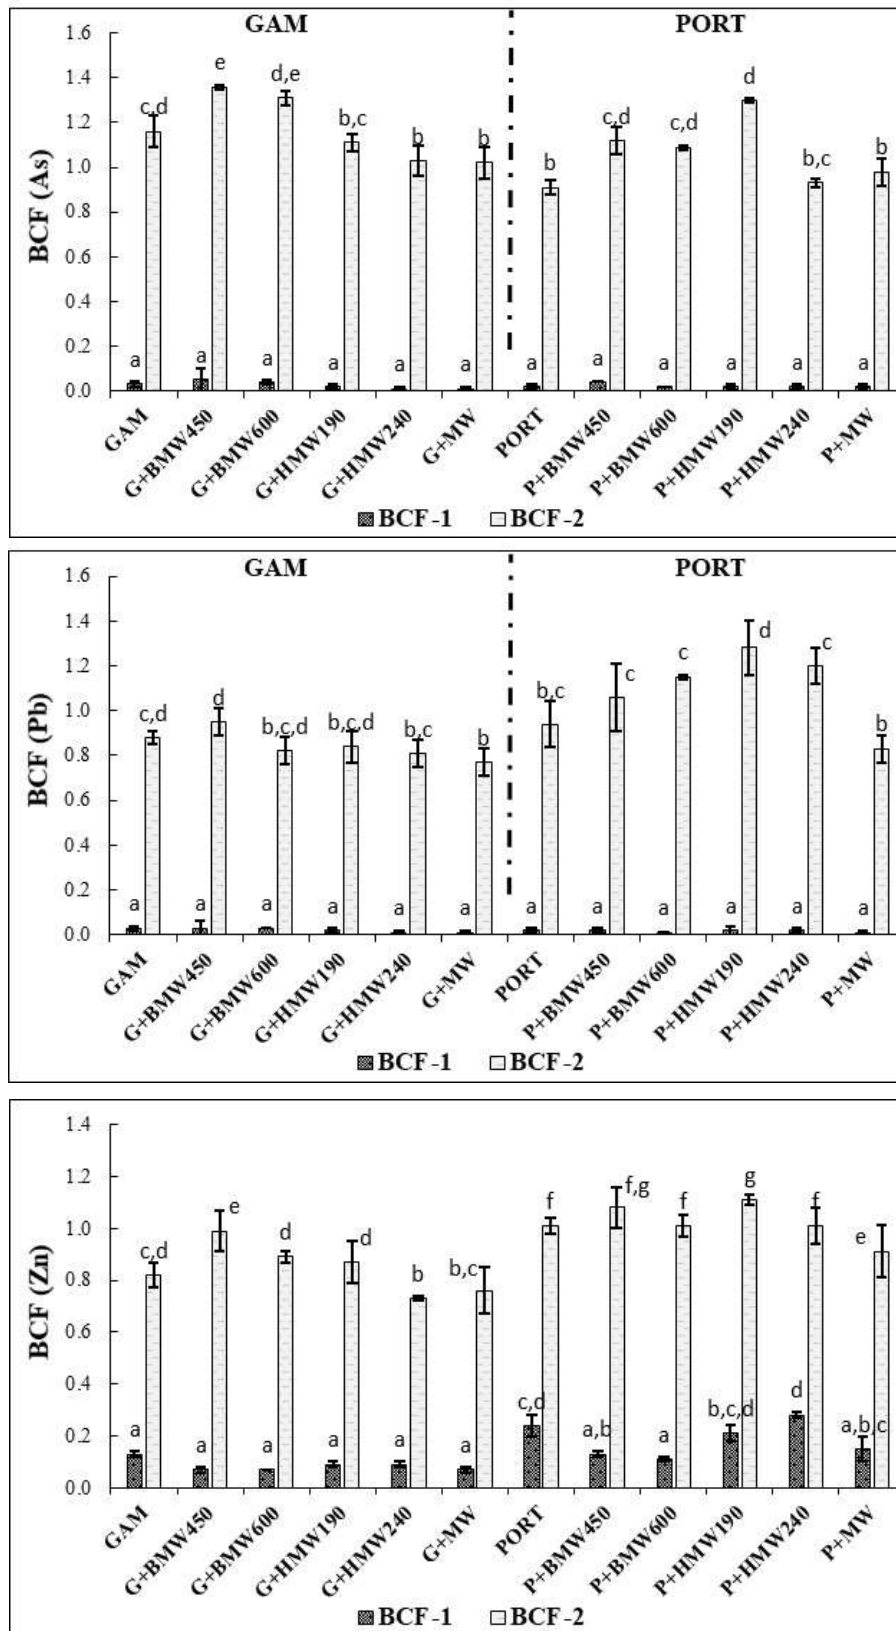 GAM PORT
BCF (As)
1.6
1.4
1.2
1.0
0.8
0.6
0.4
0.2
0.0
c,d e d,e b,c b b b c,d c,d d b,c b
a a a a a a a a a a a a
GAM G+BMW450 G+BMW600 G+HMW190 G+HMW240 G+MW PORT P+BMW450 P+BMW600 P+HMW190 P+HMW240 P+MW
BCF-1 BCF-2
GAM PORT
BCF (Pb)
1.6
1.4
1.2
1.0
0.8
0.6
0.4
0.2
0.0
c,d d b,c,d b,c,d b,c b b,c c c d c b
a a a a a a a a a a a a
GAM G+BMW450 G+BMW600 G+HMW190 G+HMW240 G+MW PORT P+BMW450 P+BMW600 P+HMW190 P+HMW240 P+MW
BCF-1 BCF-2
BCF (Zn)
1.4
1.2
1.0
0.8
0.6
0.4
0.2
0.0
c,d e d d b b,c f f,g f g f e
a a a a a a c,d a,b a b,c,d d a,b,c
GAM G+BMW450 G+BMW600 G+HMW190 G+HMW240 G+MW PORT P+BMW450 P+BMW600 P+HMW190 P+HMW240 P+MW
BCF-1 BCF-2